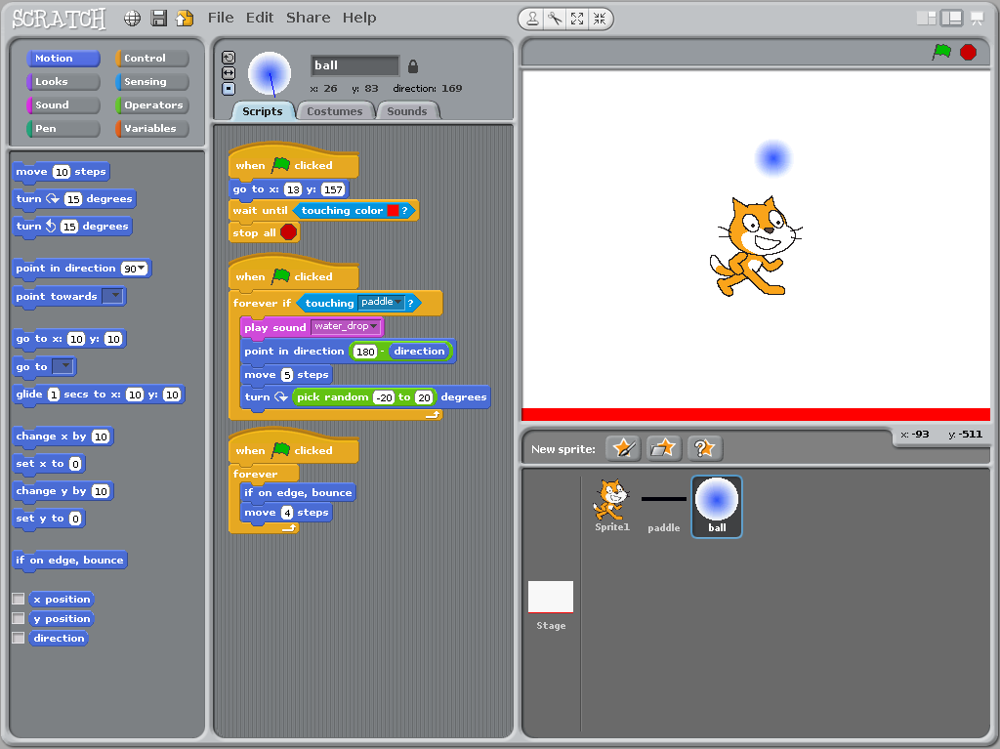 SCRATCH File Edit Share Help
Motion Control
Looks Sensing
Sound Operators
Pen Variables
move 10 steps
turn 15 degrees
turn 15 degrees
point in direction 90
point towards
go to x: 10 y: 10
go to
glide 1 secs to x: 10 y: 10
change x by 10
set x to 0
change y by 10
set y to 0
if on edge, bounce
x position
y position
direction
ball
x: 26 y: 83 direction: 169
Scripts Costumes Sounds
when clicked
go to x: 13 y: 157
wait until touching color ?
stop all
when clicked
forever if touching paddle ?
play sound water_drop
point in direction 180 - direction
move 5 steps
turn pick random -20 to 20 degrees
when clicked
forever
if on edge, bounce
move 4 steps
x: -93 y: -511
New sprite:
Sprite1 paddle ball
Stage